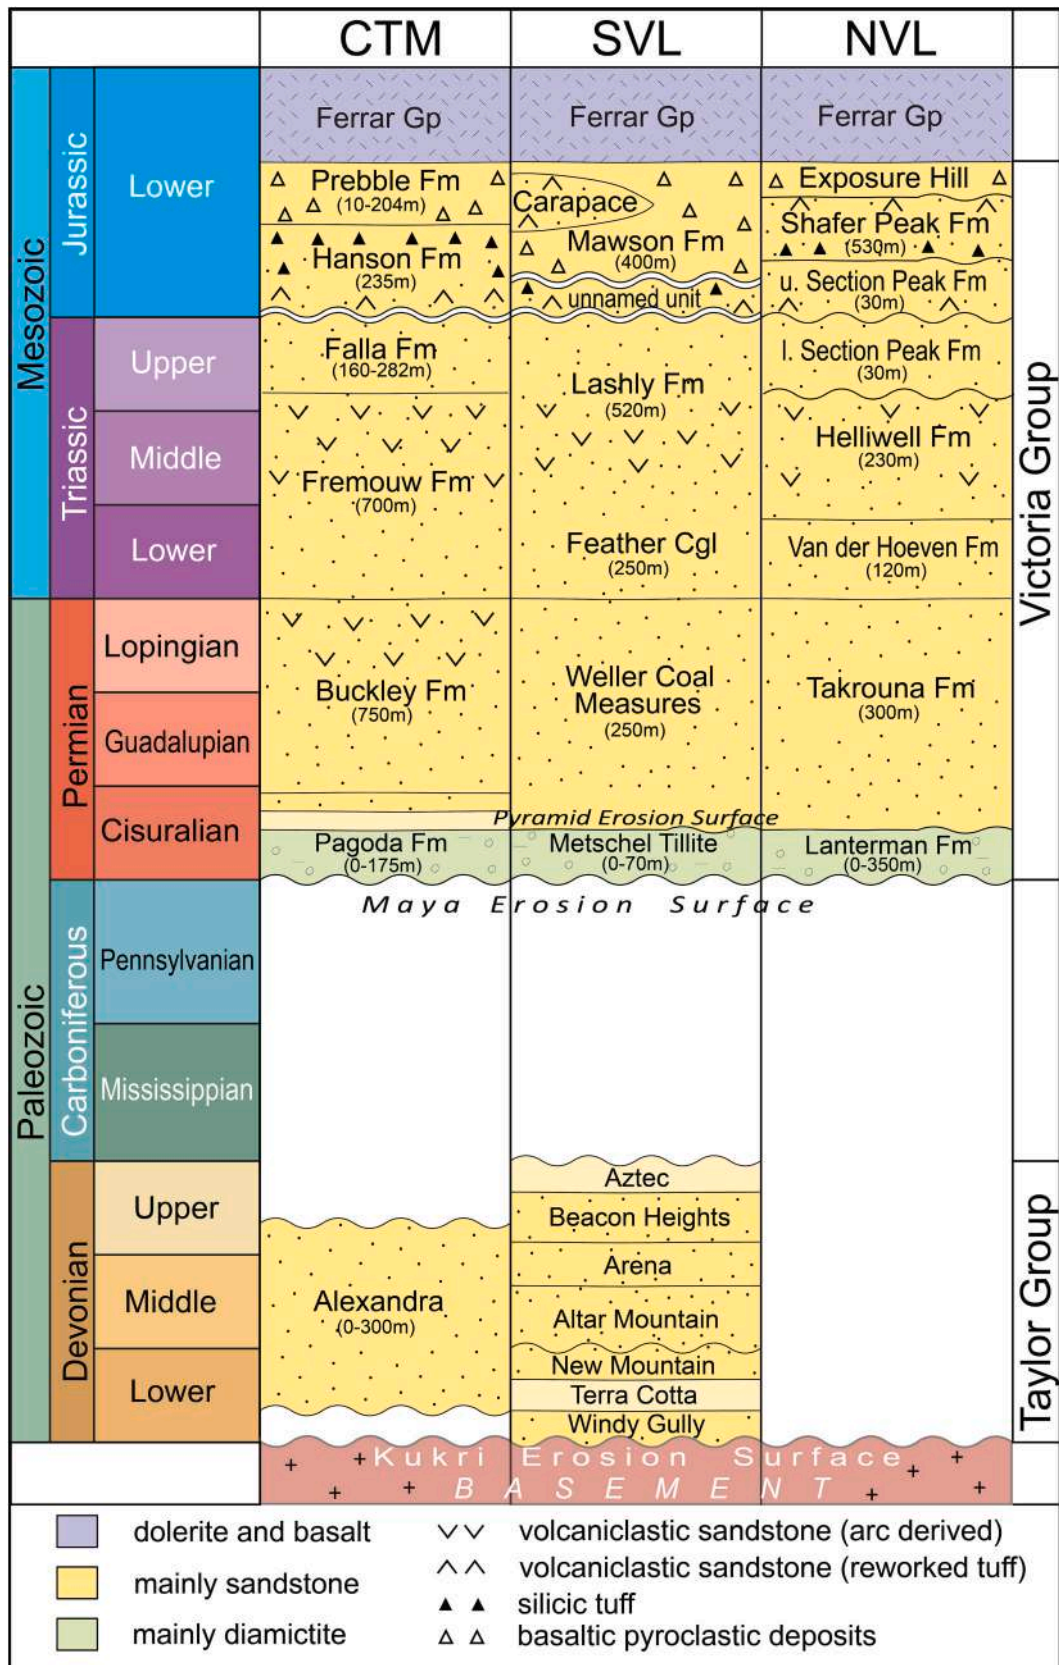 CTM SVL NVL
Mesozoic
Jurassic
Lower
Ferrar Gp
Ferrar Gp
Ferrar Gp
Prebble Fm
(10-204m)
Hanson Fm
(235m)
Carapace
Mawson Fm
(400m)
unnamed unit
Exposure Hill
Shafer Peak Fm
(530m)
u. Section Peak Fm
(30m)
Victoria Group
Triassic
Upper
Middle
Lower
Falla Fm
(160-282m)
Fremouw Fm
(700m)
Lashly Fm
(520m)
Feather Cgl
(250m)
l. Section Peak Fm
(30m)
Helliwell Fm
(230m)
Van der Hoeven Fm
(120m)
Paleozoic
Permian
Lopingian
Guadalupian
Cisuralian
Buckley Fm
(750m)
Weller Coal
Measures
(250m)
Takrouna Fm
(300m)
Pyramid Erosion Surface
Pagoda Fm
(0-175m)
Metschel Tillite
(0-70m)
Lanterman Fm
(0-350m)
Maya Erosion Surface
Carboniferous
Pennsylvanian
Mississippian
Devonian
Upper
Middle
Lower
Alexandra
(0-300m)
Aztec
Beacon Heights
Arena
Altar Mountain
New Mountain
Terra Cotta
Windy Gully
Taylor Group
Kukri Erosion Surface
BASEMENT
dolerite and basalt
mainly sandstone
mainly diamictite
volcaniclastic sandstone (arc derived)
volcaniclastic sandstone (reworked tuff)
silicic tuff
basaltic pyroclastic deposits